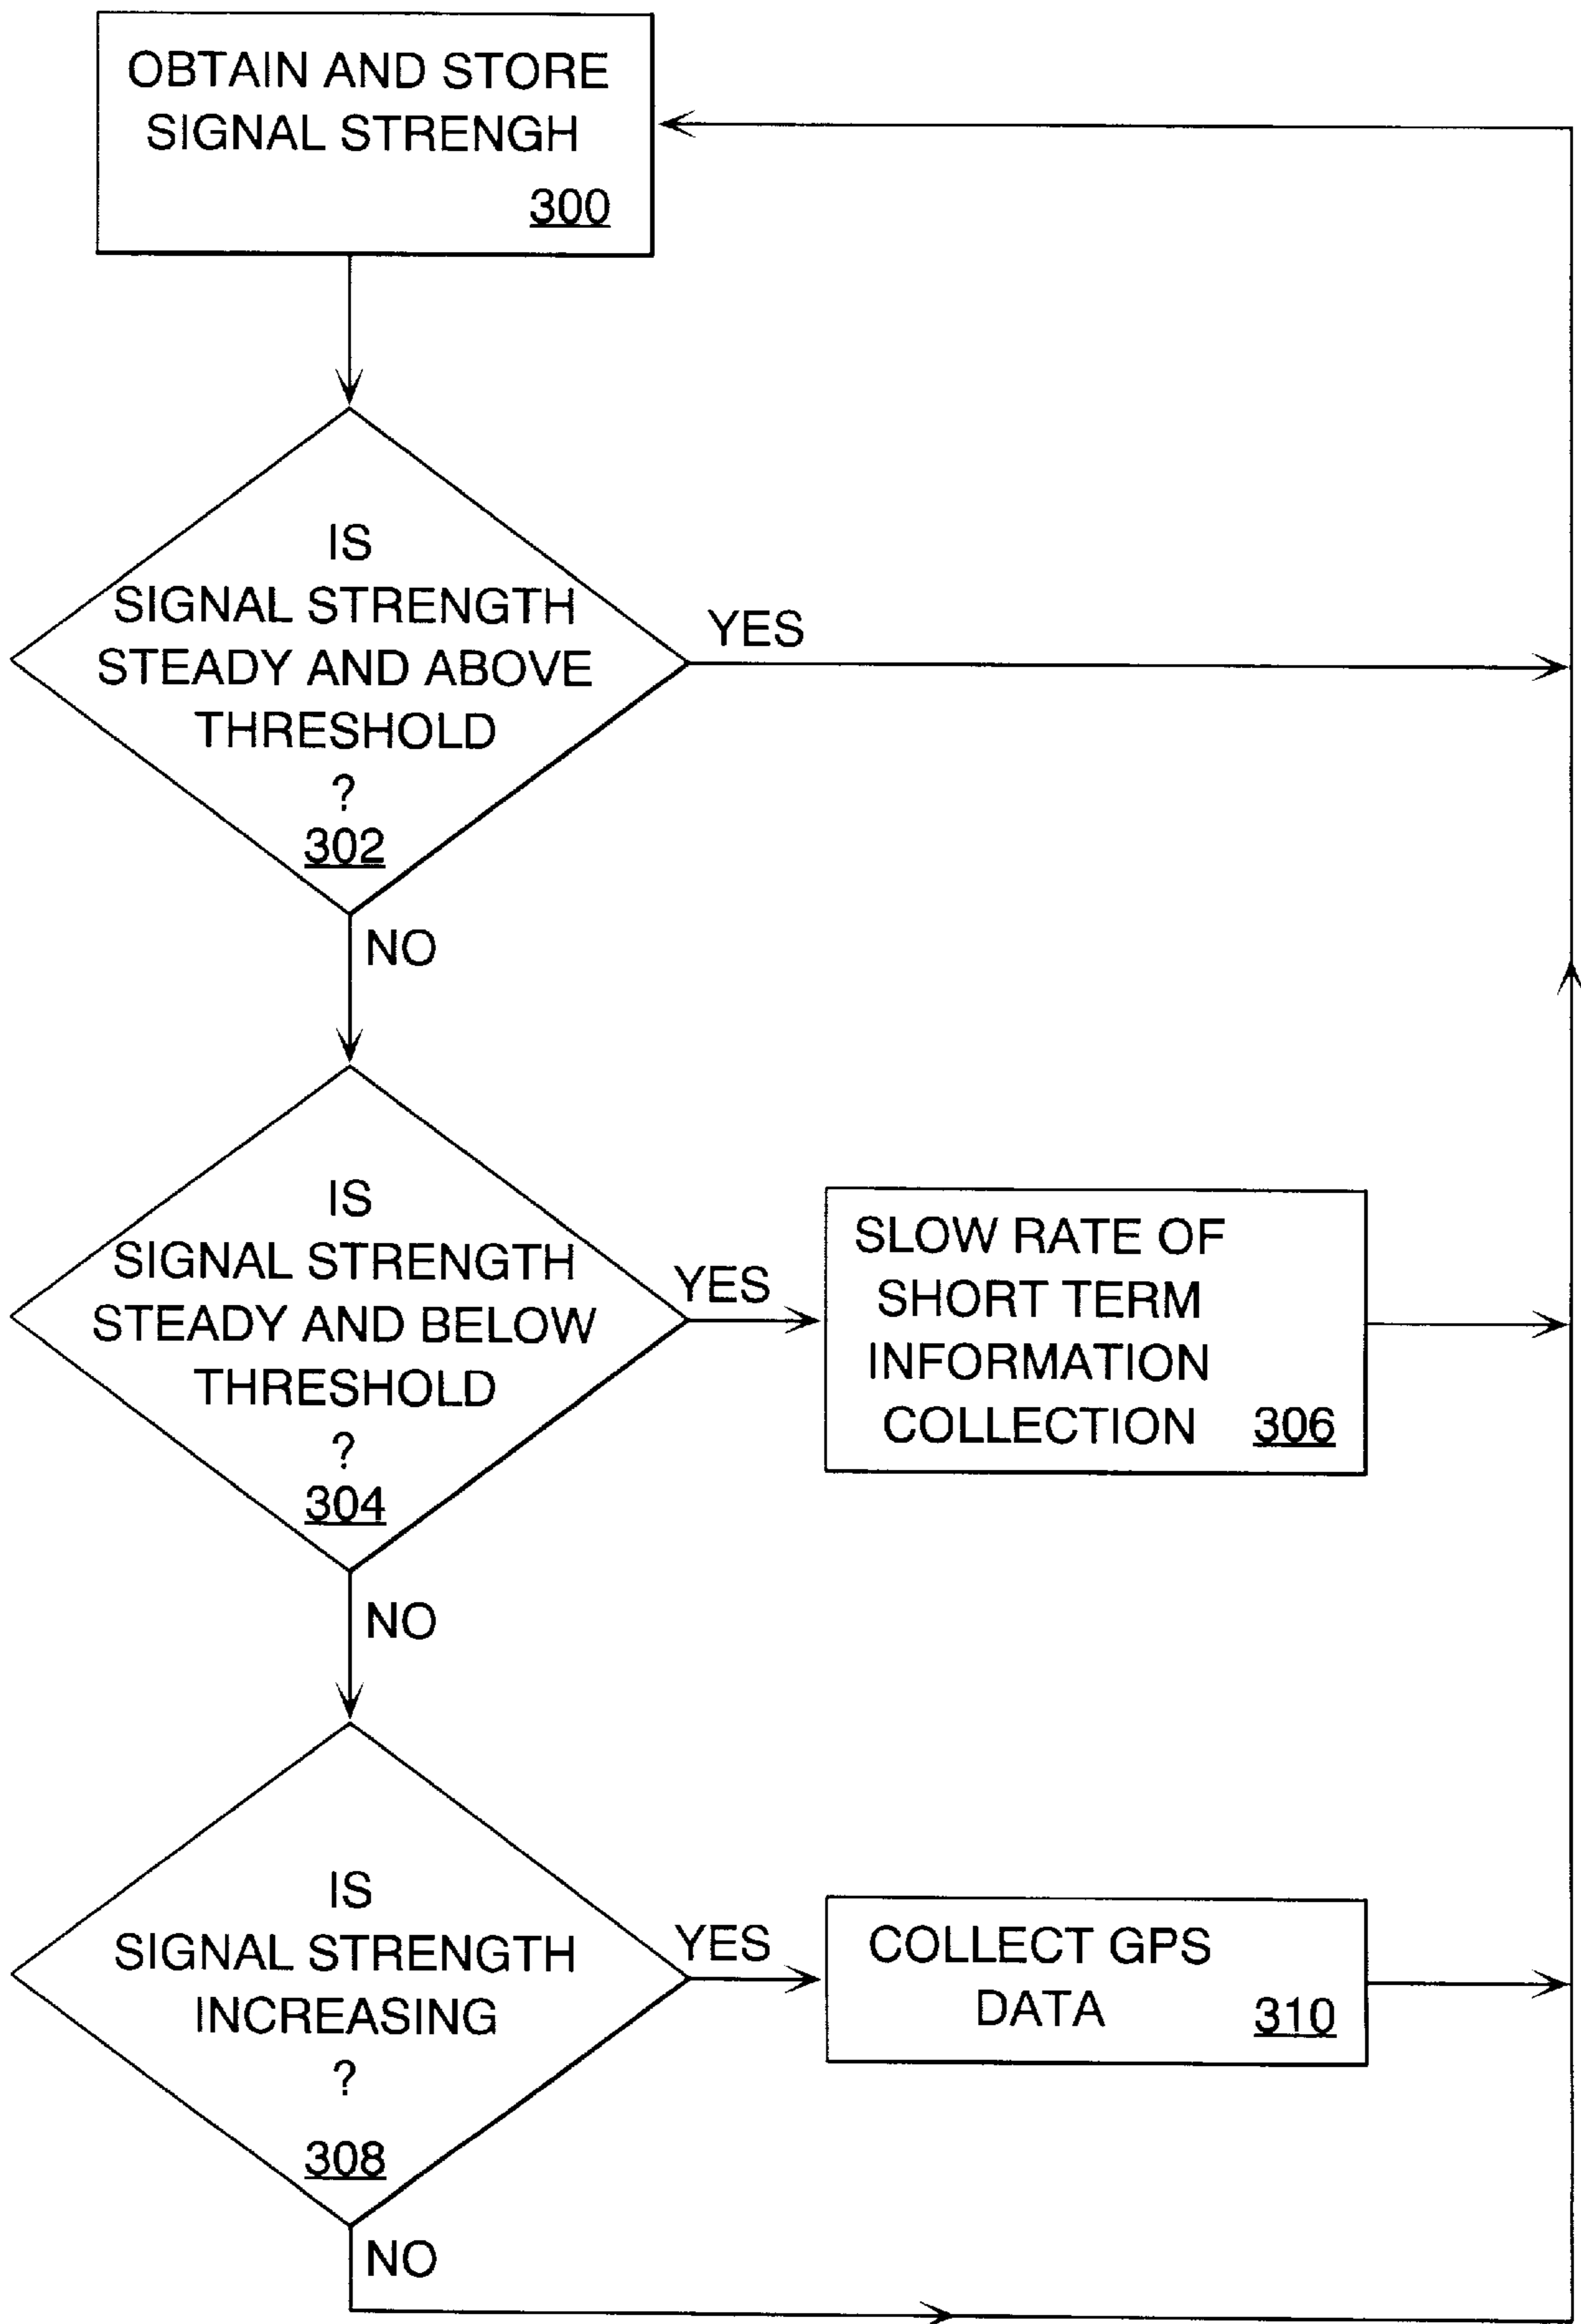 OBTAIN AND STORE
SIGNAL STRENGH
300
IS
SIGNAL STRENGTH
STEADY AND ABOVE
THRESHOLD
?
302
YES
NO
IS
SIGNAL STRENGTH
STEADY AND BELOW
THRESHOLD
?
304
YES
SLOW RATE OF
SHORT TERM
INFORMATION
COLLECTION 306
NO
IS
SIGNAL STRENGTH
INCREASING
?
308
YES
COLLECT GPS
DATA 310
NO